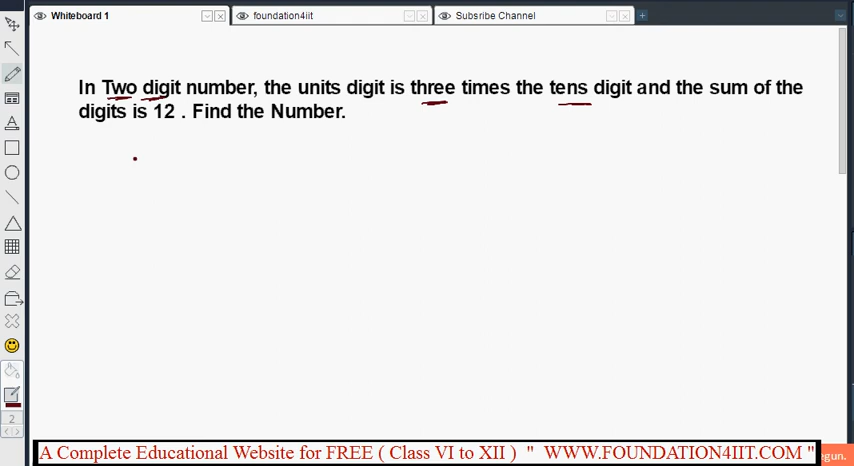 Whiteboard 1 foundation4iit Subsribe Channel
In Two digit number, the units digit is three times the tens digit and the sum of the
digits is 12 . Find the Number.
2
A Complete Educational Website for FREE ( Class VI to XII ) " WWW.FOUNDATION4IIT.COM "
egun.